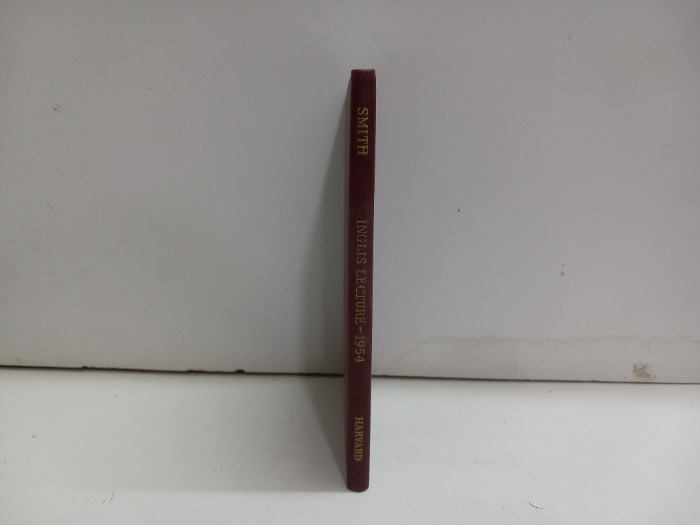 SMITH
INGLIS LECTURE - 1954
HARVARD